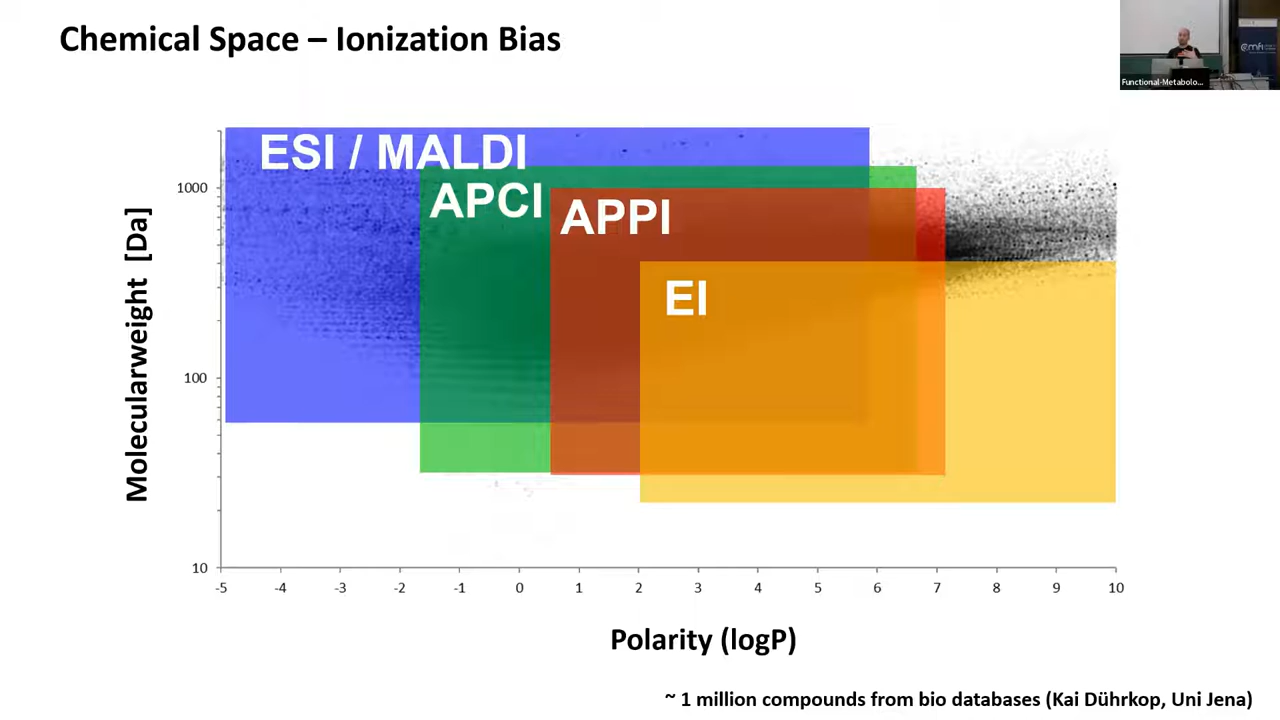 Chemical Space – Ionization Bias
Functional-Metabolo...
ESI / MALDI
APCI
APPI
EI
Molecularweight [Da]
1000
100
10
-5 -4 -3 -2 -1 0 1 2 3 4 5 6 7 8 9 10
Polarity (logP)
~ 1 million compounds from bio databases (Kai Dührkop, Uni Jena)